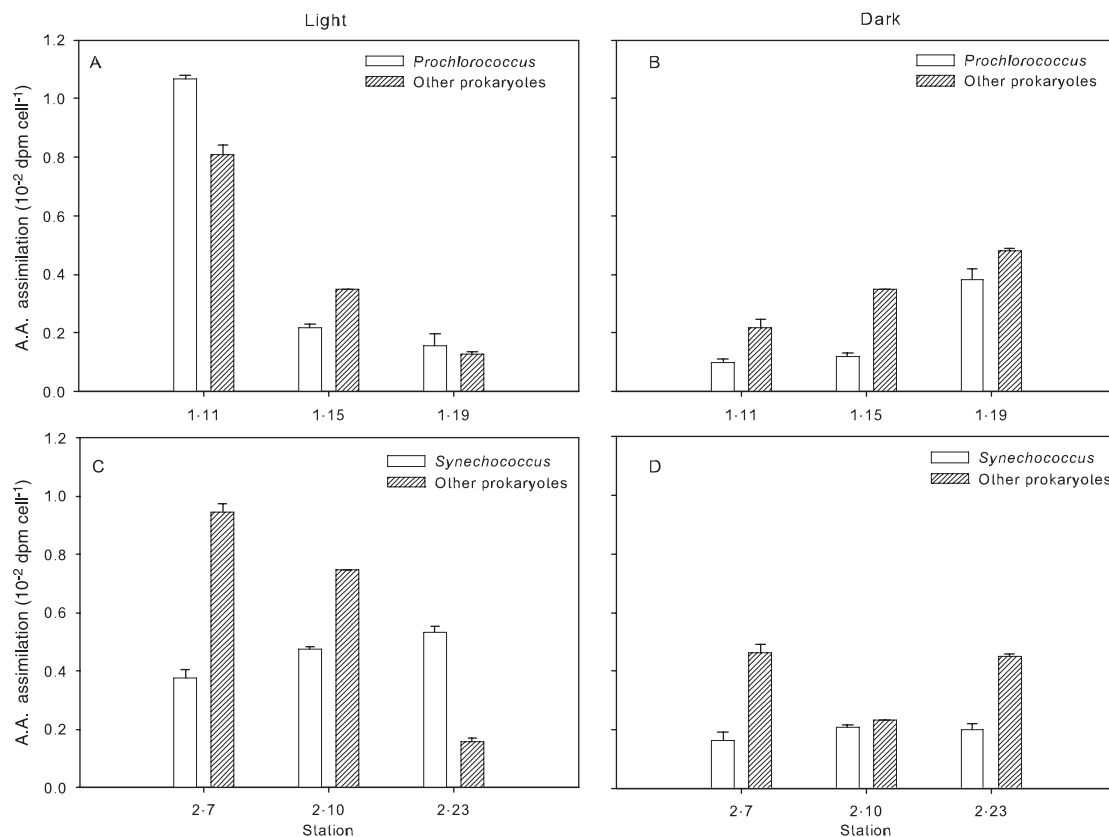 Light
Dark
A
Prochlorococcus
Other prokaryoles
B
Prochlorococcus
Other prokaryoles
A.A. assimilation (10-2 dpm cell-1)
1.2
1.0
0.8
0.6
0.4
0.2
0.0
1·11
1·15
1·19
1·11
1·15
1·19
C
Synechococcus
Other prokaryoles
D
Synechococcus
Other prokaryoles
A.A. assimilation (10-2 dpm cell-1)
1.2
1.0
0.8
0.6
0.4
0.2
0.0
2·7
2·10
2·23
Slation
2·7
2·10
2·23
Slation